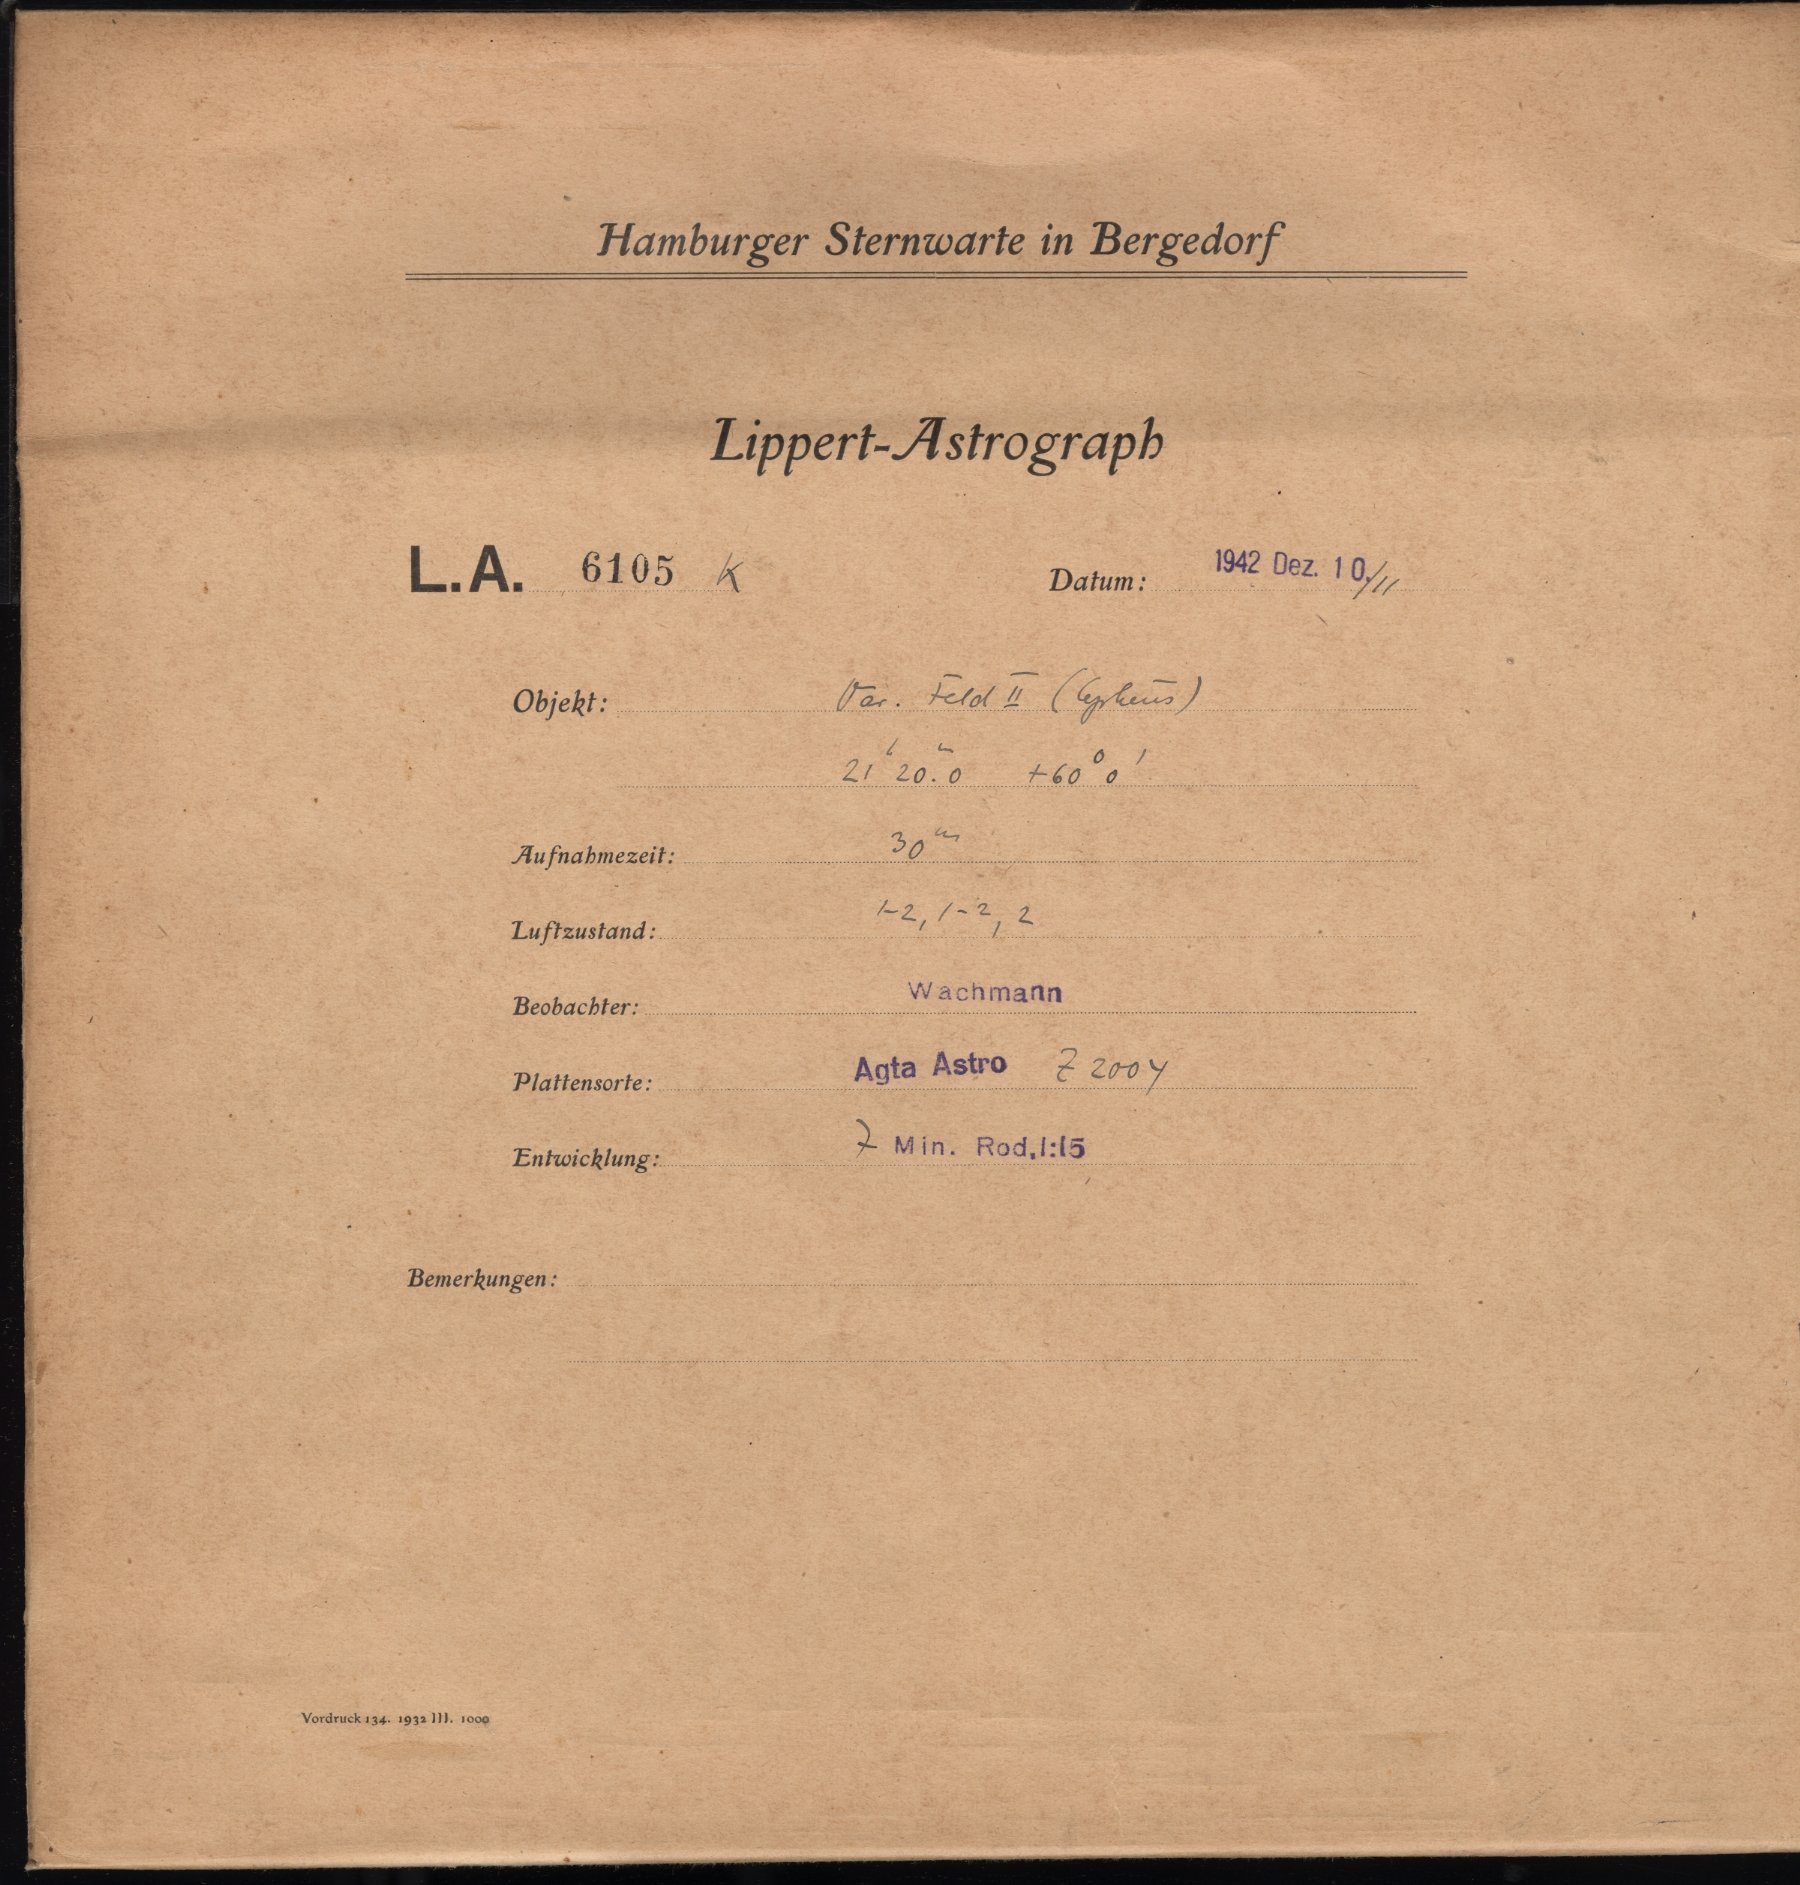 Hamburger Sternwarte in Bergedorf
Lippert-Astrograph
L.A. 6105 K Datum: 1942 Dez. 10./11
Objekt: Var. Feld II (Cepheus)
21ʰ 20ᵐ.0 +60° 0'
Aufnahmezeit: 30ᵐ
Luftzustand: 1-2, 1-2, 2
Beobachter: Wachmann
Plattensorte: Agfa Astro Z 2004
Entwicklung: 7 Min. Rod.1:15
Bemerkungen:
Vordruck 134. 1932 III. 1000